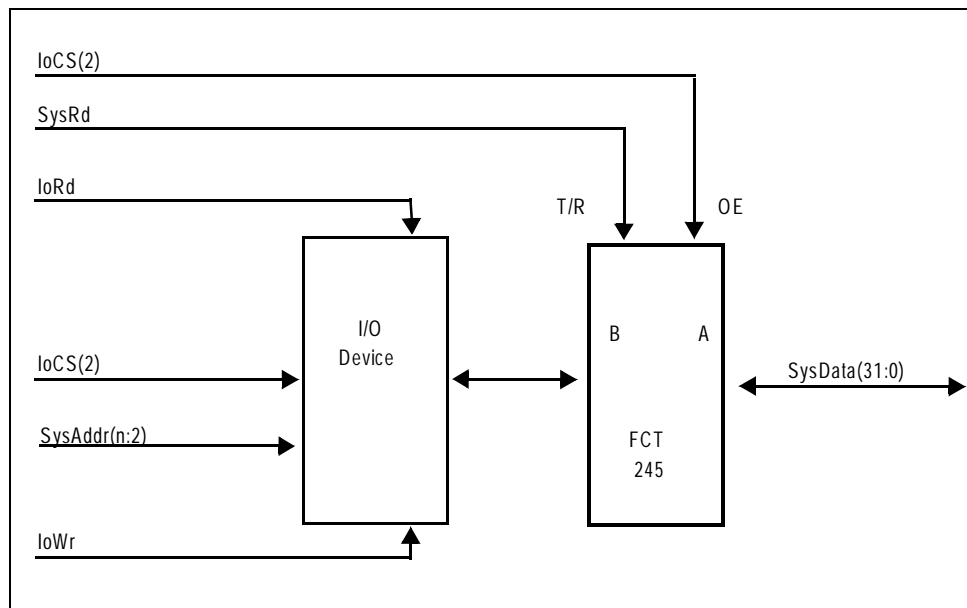 IoCS(2)
SysRd
IoRd
T/R
OE
I/O
Device
B
A
IoCS(2)
SysData(31:0)
SysAddr(n:2)
FCT
245
IoWr